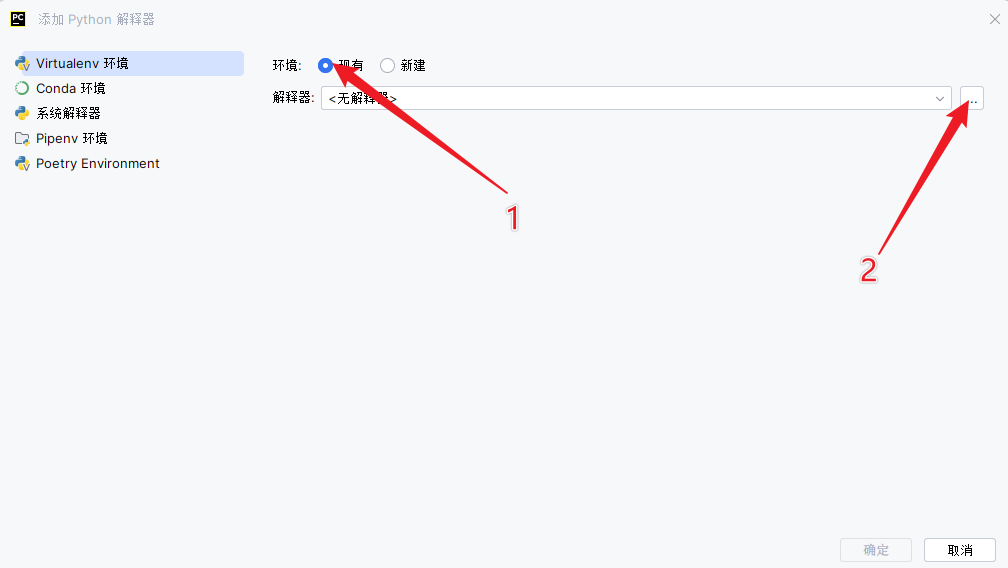 PC 添加 Python 解释器
Virtualenv 环境
Conda 环境
系统解释器
Pipenv 环境
Poetry Environment
环境: 现有 新建
解释器: <无解释器> ...
1
2
确定 取消